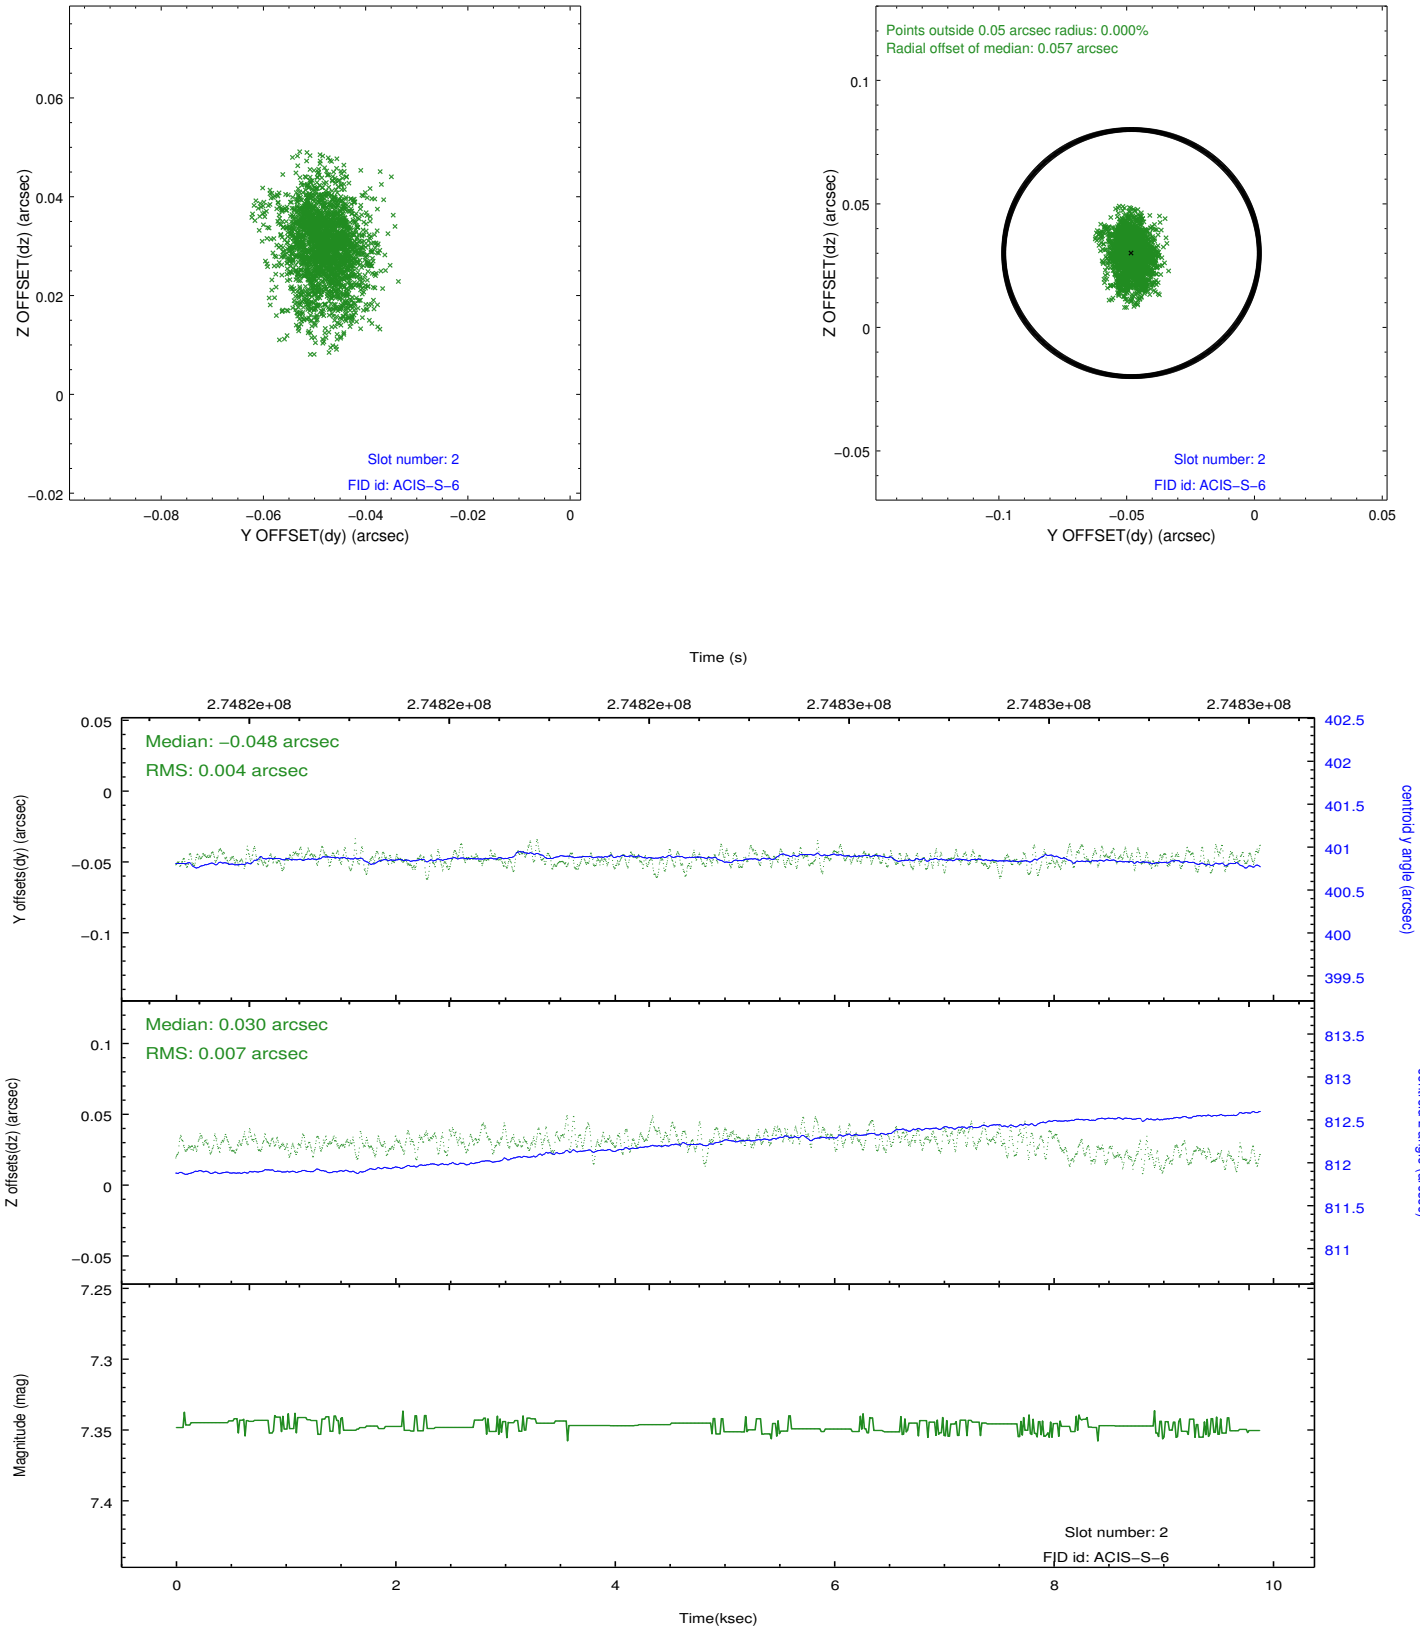 0.06
0.04
0.02
0
−0.02
Z OFFSET(dz) (arcsec)
Slot number: 2
FID id: ACIS−S−6
−0.08 −0.06 −0.04 −0.02 0
Y OFFSET(dy) (arcsec)
Points outside 0.05 arcsec radius: 0.000%
Radial offset of median: 0.057 arcsec
0.1
0.05
0
−0.05
Z OFFSET(dz) (arcsec)
Slot number: 2
FID id: ACIS−S−6
−0.1 −0.05 0 0.05
Y OFFSET(dy) (arcsec)
Time (s)
2.7482e+08 2.7482e+08 2.7482e+08 2.7483e+08 2.7483e+08 2.7483e+08
Median: −0.048 arcsec
RMS: 0.004 arcsec
0.05
0
−0.05
−0.1
Y offsets(dy) (arcsec)
402.5
402
401.5
401
400.5
400
399.5
centroid y angle (arcsec)
Median: 0.030 arcsec
RMS: 0.007 arcsec
0.1
0.05
0
−0.05
Z offsets(dz) (arcsec)
813.5
813
812.5
812
811.5
811
7.25
7.3
7.35
7.4
Magnitude (mag)
Slot number: 2
FID id: ACIS−S−6
0 2 4 6 8 10
Time(ksec)